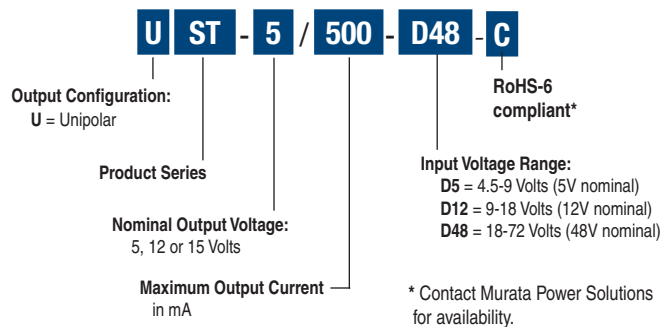 U ST - 5 / 500 - D48 - C
Output Configuration:
U = Unipolar
Product Series
Nominal Output Voltage:
5, 12 or 15 Volts
Maximum Output Current
in mA
RoHS-6
compliant*
Input Voltage Range:
D5 = 4.5-9 Volts (5V nominal)
D12 = 9-18 Volts (12V nominal)
D48 = 18-72 Volts (48V nominal)
* Contact Murata Power Solutions
for availability.